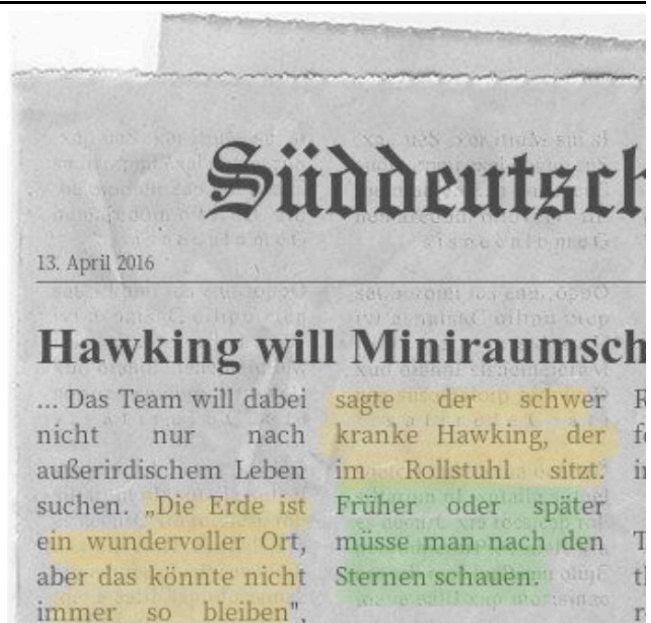 Süddeutsch
13. April 2016
Hawking will Miniraumsch
... Das Team will dabei
nicht nur nach
außerirdischem Leben
suchen. „Die Erde ist
ein wundervoller Ort,
aber das könnte nicht
immer so bleiben",
sagte der schwer
kranke Hawking, der
im Rollstuhl sitzt.
Früher oder später
müsse man nach den
Sternen schauen.
R
f
i
T
t
r